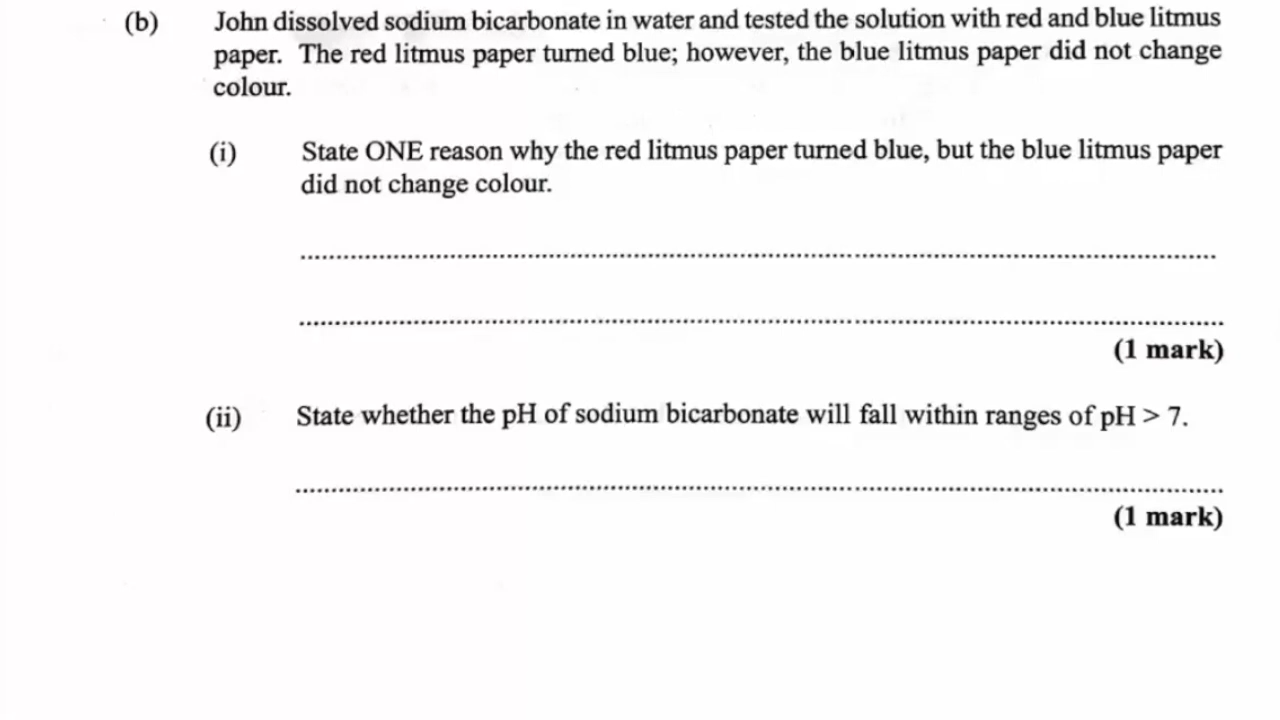 (b) John dissolved sodium bicarbonate in water and tested the solution with red and blue litmus
paper. The red litmus paper turned blue; however, the blue litmus paper did not change
colour.
(i) State ONE reason why the red litmus paper turned blue, but the blue litmus paper
did not change colour.
(1 mark)
(ii) State whether the pH of sodium bicarbonate will fall within ranges of pH > 7.
(1 mark)